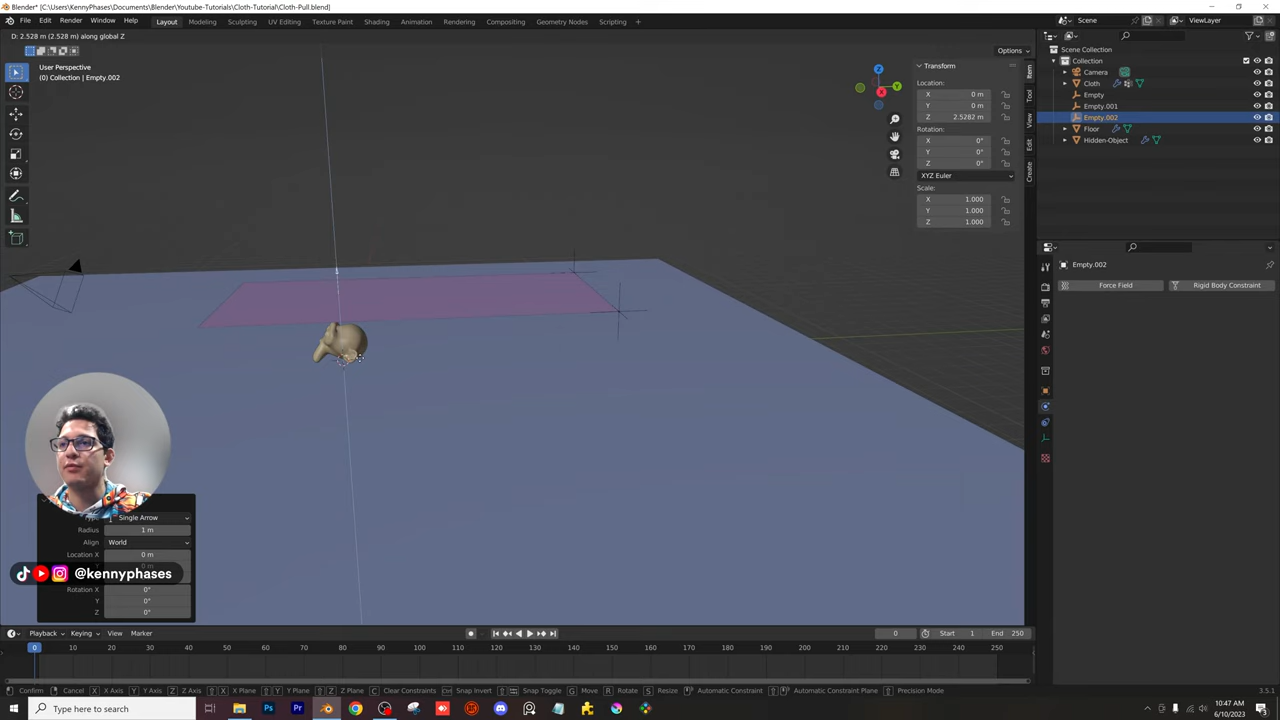 Blender* [C:\Users\KennyPhases\Documents\Blender\Youtube-Tutorials\Cloth-Tutorial\Cloth-Pull.blend]
File Edit Render Window Help Layout Modeling Sculpting UV Editing Texture Paint Shading Animation Rendering Compositing Geometry Nodes Scripting + Scene ViewLayer
D: 2.528 m (2.528 m) along global Z
Options
User Perspective
(0) Collection | Empty.002
Transform
Location:
X 0 m
Y 0 m
Z 2.5282 m
Rotation:
X 0°
Y 0°
Z 0°
XYZ Euler
Scale:
X 1.000
Y 1.000
Z 1.000
Item
Tool
View
Edit
Create
Z
Y
X
Scene Collection
Collection
Camera
Cloth
Empty
Empty.001
Empty.002
Floor
Hidden-Object
Empty.002
Force Field Rigid Body Constraint
Single Arrow
Radius 1 m
Align World
Location X 0 m
@kennyphases
Rotation X 0°
Y 0°
Z 0°
Playback Keying View Marker 0 Start 1 End 250
0 10 20 30 40 50 60 70 80 90 100 110 120 130 140 150 160 170 180 190 200 210 220 230 240 250
Confirm Cancel X X Axis Y Y Axis Z Z Axis X X Plane Y Y Plane Z Z Plane C Clear Constraints Snap Invert Snap Toggle G Move R Rotate S Resize Automatic Constraint Automatic Constraint Plane Precision Mode 3.5.1
Type here to search
10:47 AM
6/10/2023